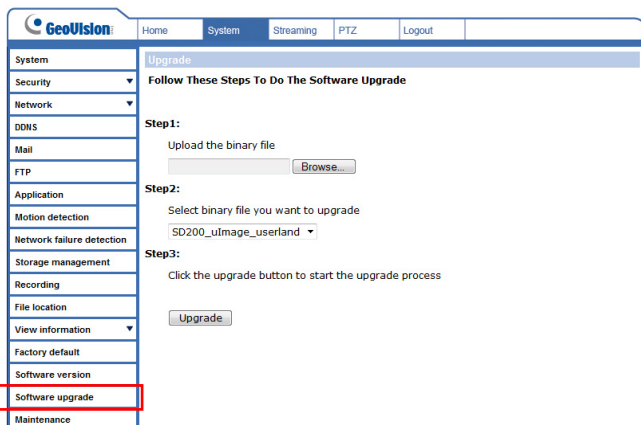 GeoVision
Home System Streaming PTZ Logout
System
Security
Network
DDNS
Mail
FTP
Application
Motion detection
Network failure detection
Storage management
Recording
File location
View information
Factory default
Software version
Software upgrade
Maintenance
Upgrade
Follow These Steps To Do The Software Upgrade
Step1:
Upload the binary file
Browse...
Step2:
Select binary file you want to upgrade
SD200_uImage_userland
Step3:
Click the upgrade button to start the upgrade process
Upgrade